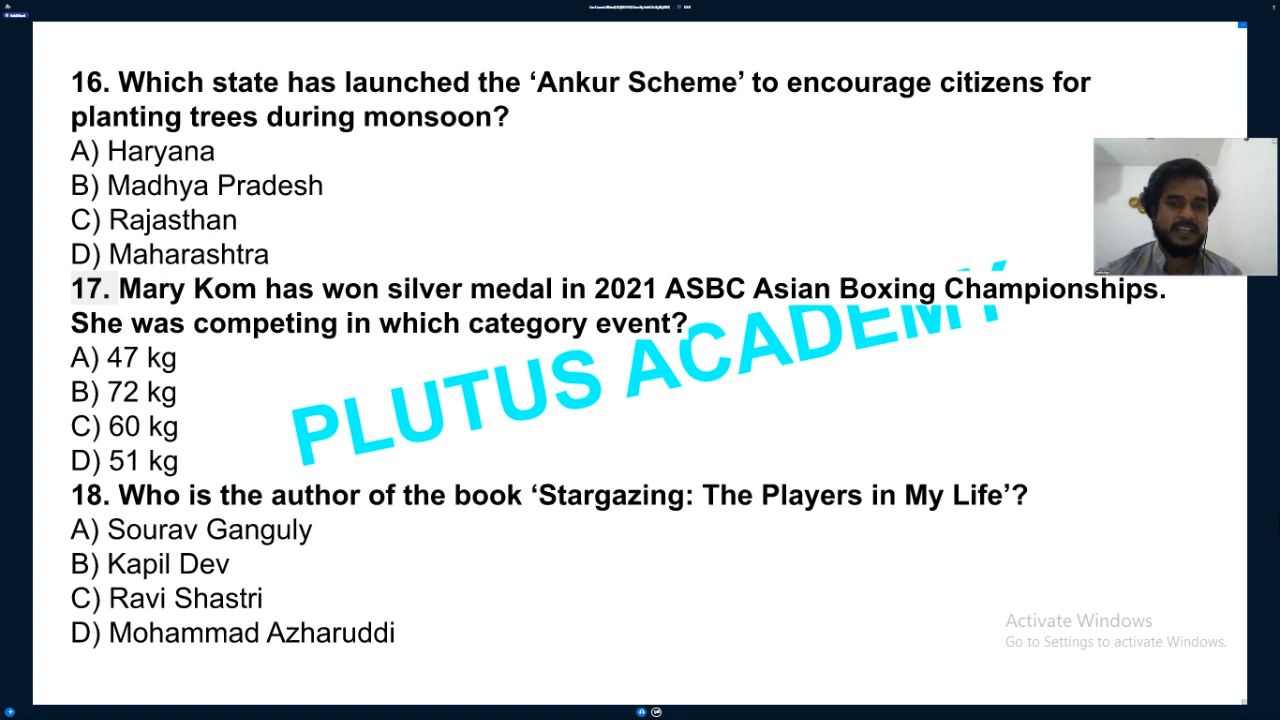 16. Which state has launched the ‘Ankur Scheme’ to encourage citizens for
planting trees during monsoon?
A) Haryana
B) Madhya Pradesh
C) Rajasthan
D) Maharashtra
17. Mary Kom has won silver medal in 2021 ASBC Asian Boxing Championships.
She was competing in which category event?
A) 47 kg
B) 72 kg
C) 60 kg
D) 51 kg
PLUTUS ACADEMY
18. Who is the author of the book ‘Stargazing: The Players in My Life’?
A) Sourav Ganguly
B) Kapil Dev
C) Ravi Shastri
D) Mohammad Azharuddi
Activate Windows
Go to Settings to activate Windows.